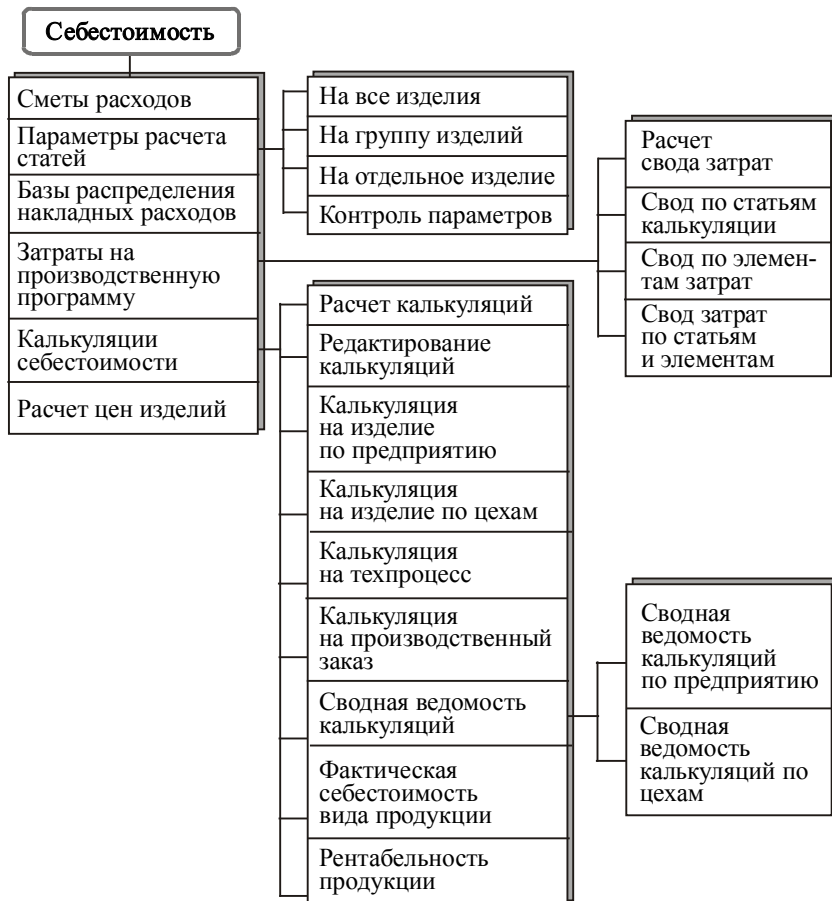 Себестоимость
Сметы расходов
Параметры расчета
статей
Базы распределения
накладных расходов
Затраты на
производственную
программу
Калькуляции
себестоимости
Расчет цен изделий
На все изделия
На группу изделий
На отдельное изделие
Контроль параметров
Расчет
свода затрат
Свод по статьям
калькуляции
Свод по элемен-
там затрат
Свод затрат
по статьям
и элементам
Расчет калькуляций
Редактирование
калькуляций
Калькуляция
на изделие
по предприятию
Калькуляция
на изделие по цехам
Калькуляция
на техпроцесс
Калькуляция
на производственный
заказ
Сводная ведомость
калькуляций
Фактическая
себестоимость
вида продукции
Рентабельность
продукции
Сводная
ведомость
калькуляций
по предприятию
Сводная
ведомость
калькуляций по
цехам